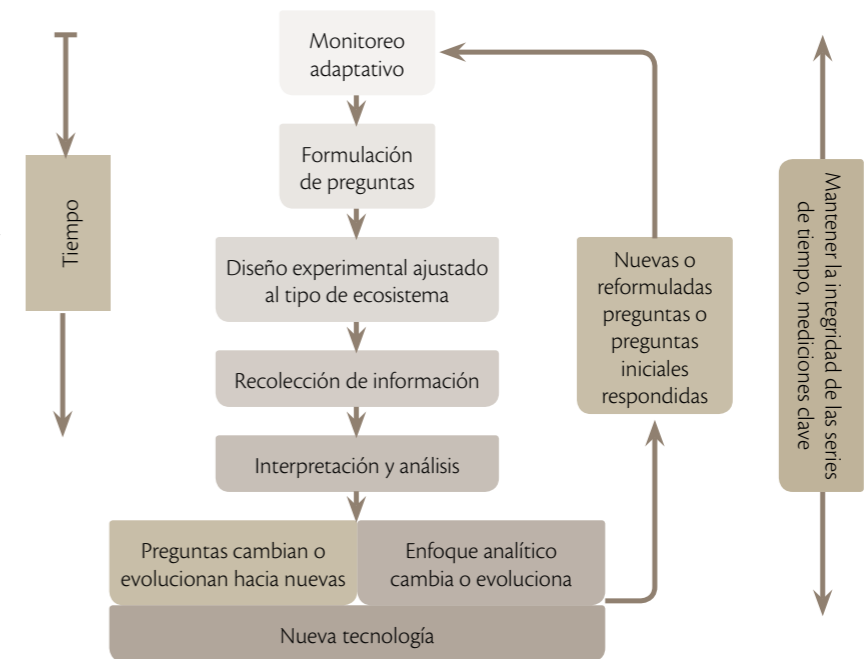 Monitoreo
adaptativo
Formulación
de preguntas
Tiempo
Diseño experimental ajustado
al tipo de ecosistema
Recolección de información
Interpretación y análisis
Preguntas cambian o
evolucionan hacia nuevas
Enfoque analítico
cambia o evoluciona
Nueva tecnología
Nuevas o
reformuladas
preguntas o
preguntas
iniciales
respondidas
Mantener la integridad de las series
de tiempo, mediciones clave